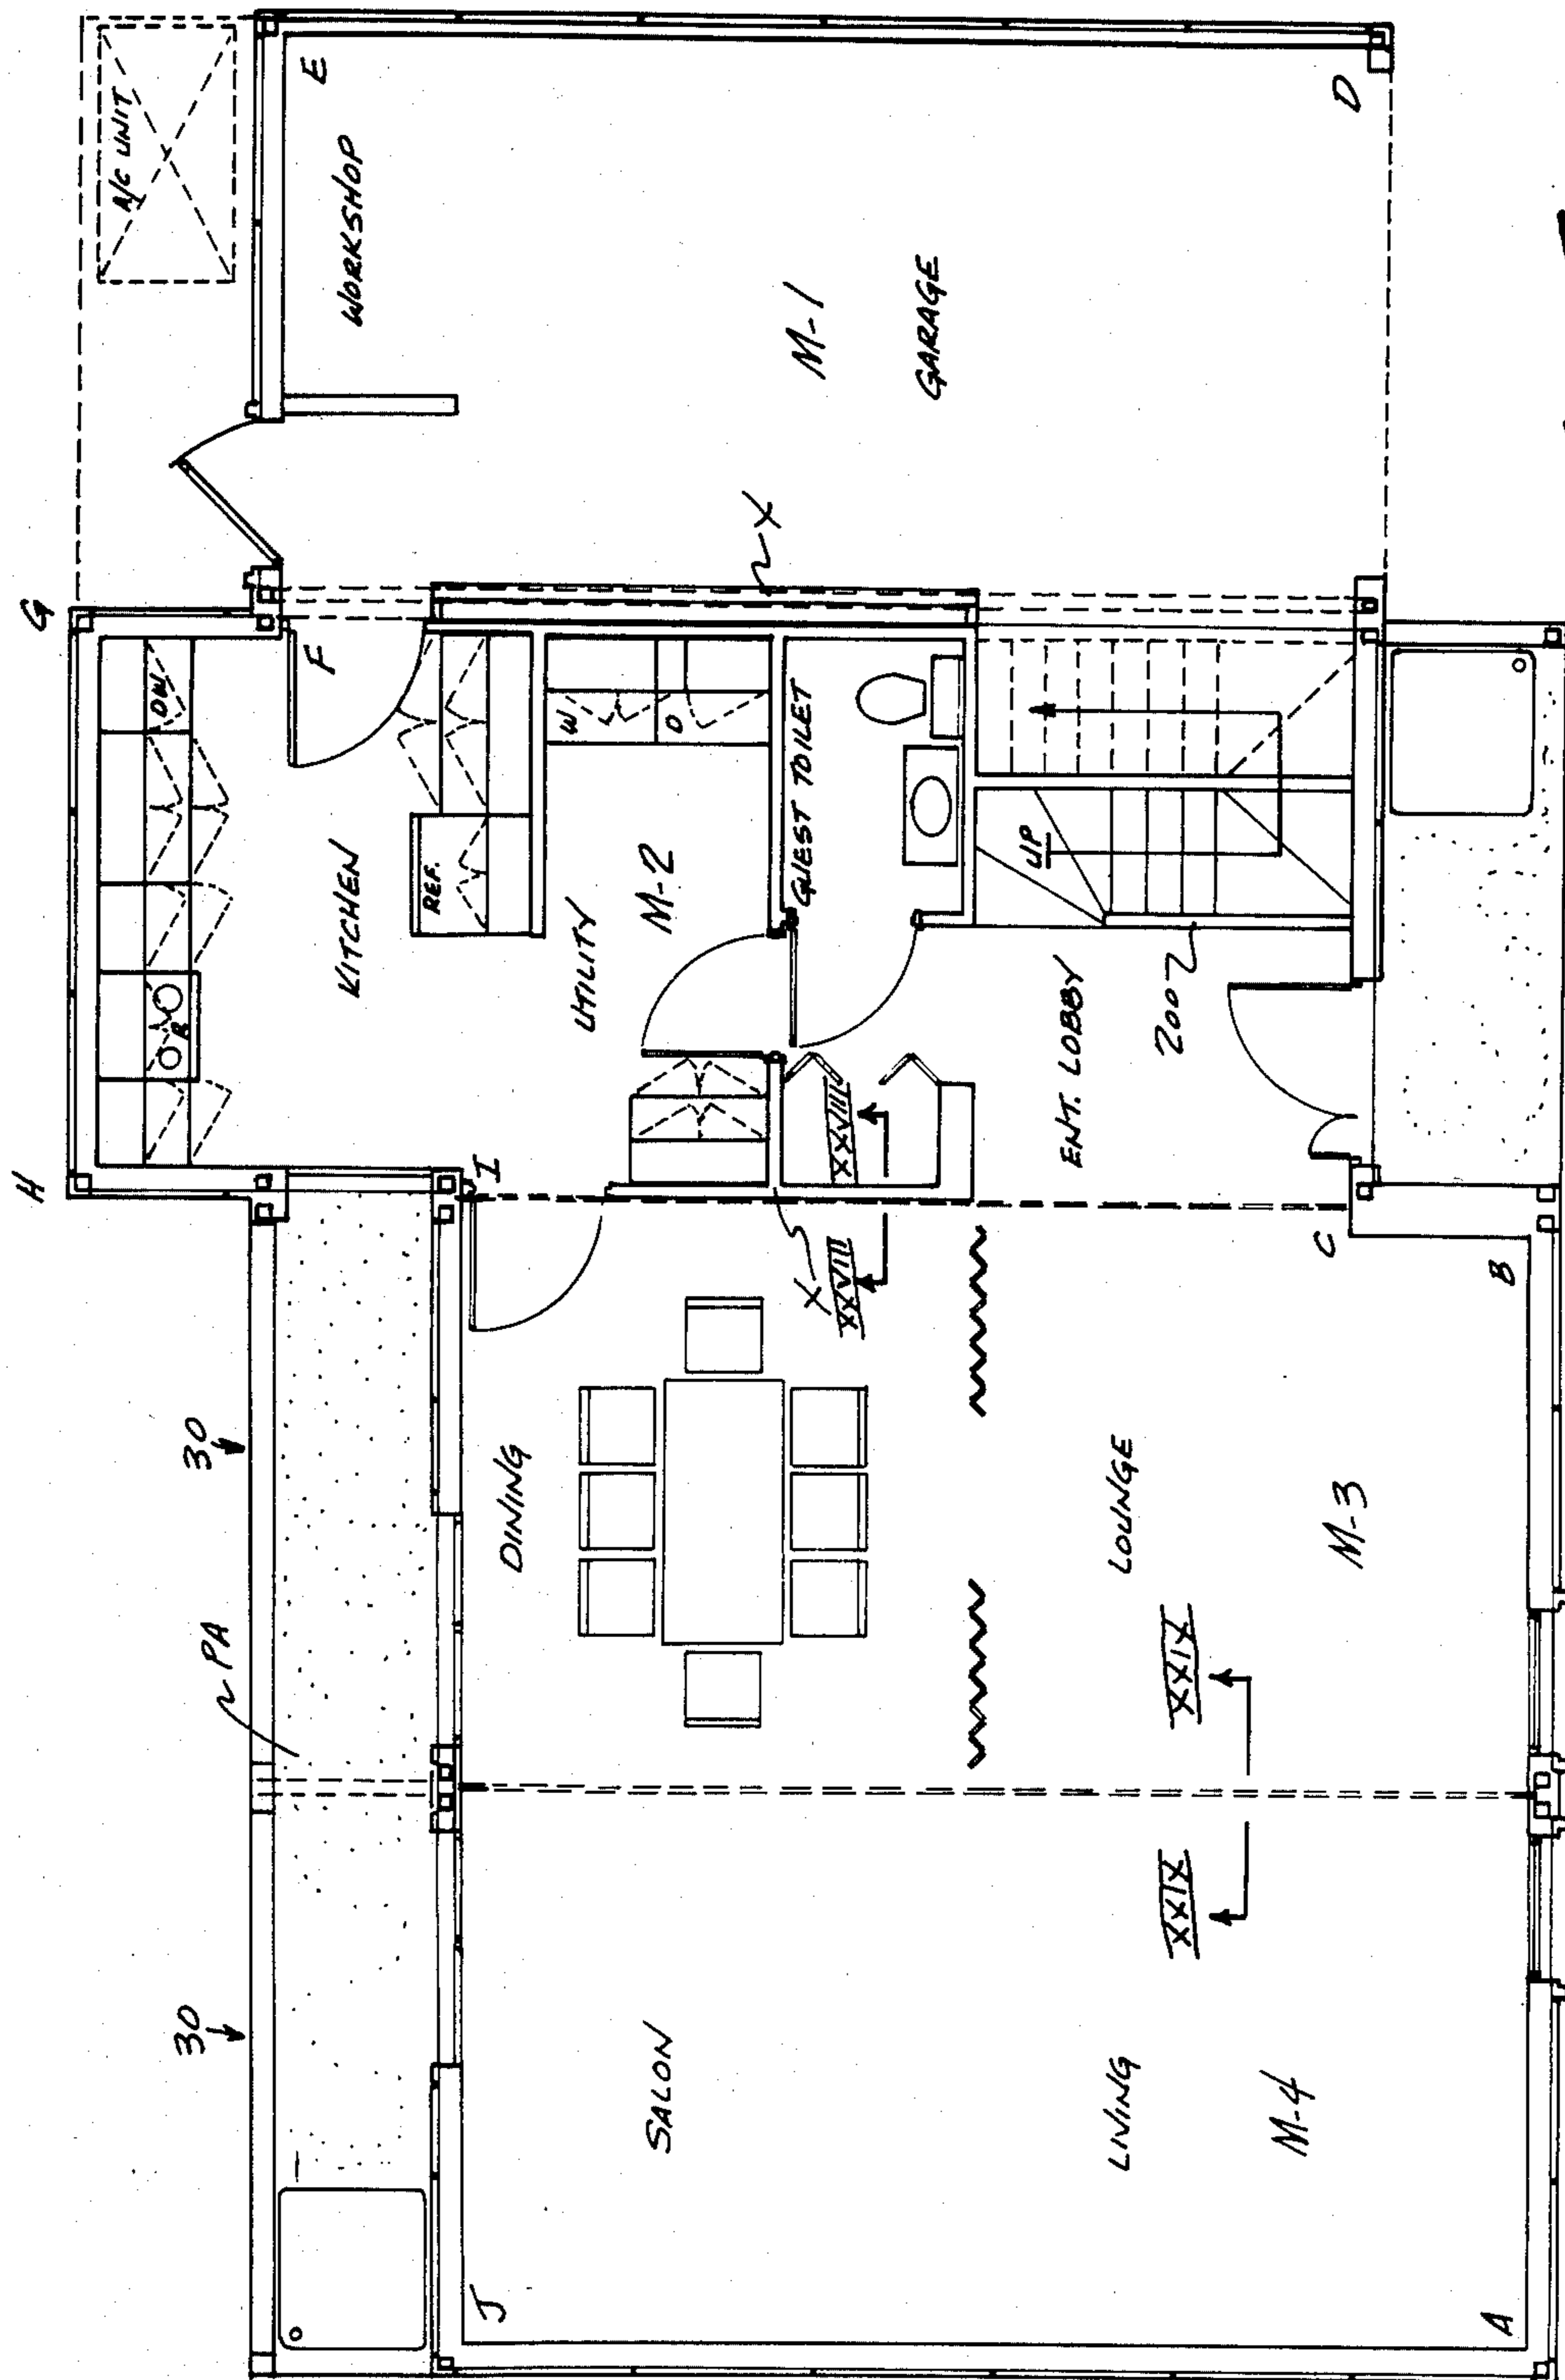 A/C UNIT
E
WORKSHOP
D
M-1
GARAGE
X
G
F
DW
KITCHEN
REF.
W
D
UTILITY
M-2
GUEST TOILET
UP
200
ENT. LOBBY
R
H
I
XXVIII
XXVIII
X
C
B
30
PA
DINING
LOUNGE
M-3
XXIX
XXIX
30
SALON
LIVING
M-4
J
A